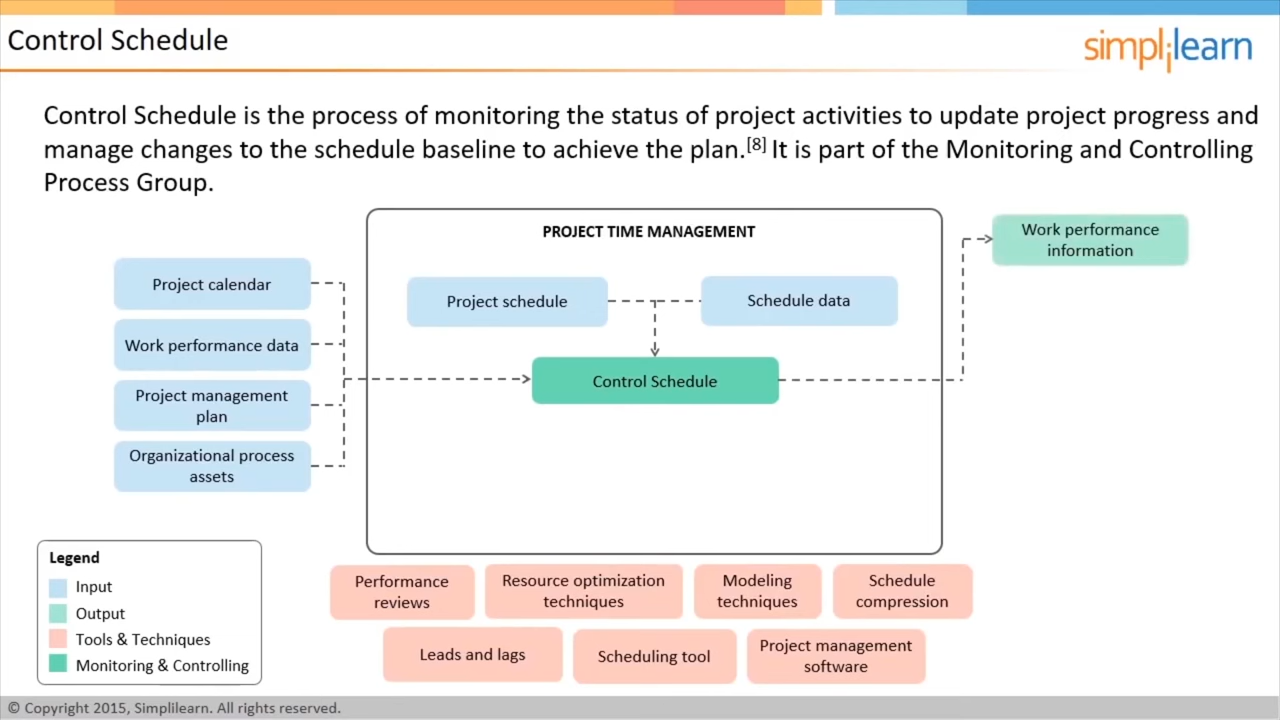 Control Schedule
simplilearn
Control Schedule is the process of monitoring the status of project activities to update project progress and
manage changes to the schedule baseline to achieve the plan.[8] It is part of the Monitoring and Controlling
Process Group.
PROJECT TIME MANAGEMENT
Work performance
information
Project calendar
Project schedule
Schedule data
Work performance data
Control Schedule
Project management
plan
Organizational process
assets
Legend
Input
Output
Tools & Techniques
Monitoring & Controlling
Performance
reviews
Resource optimization
techniques
Modeling
techniques
Schedule
compression
Leads and lags
Scheduling tool
Project management
software
© Copyright 2015, Simplilearn. All rights reserved.